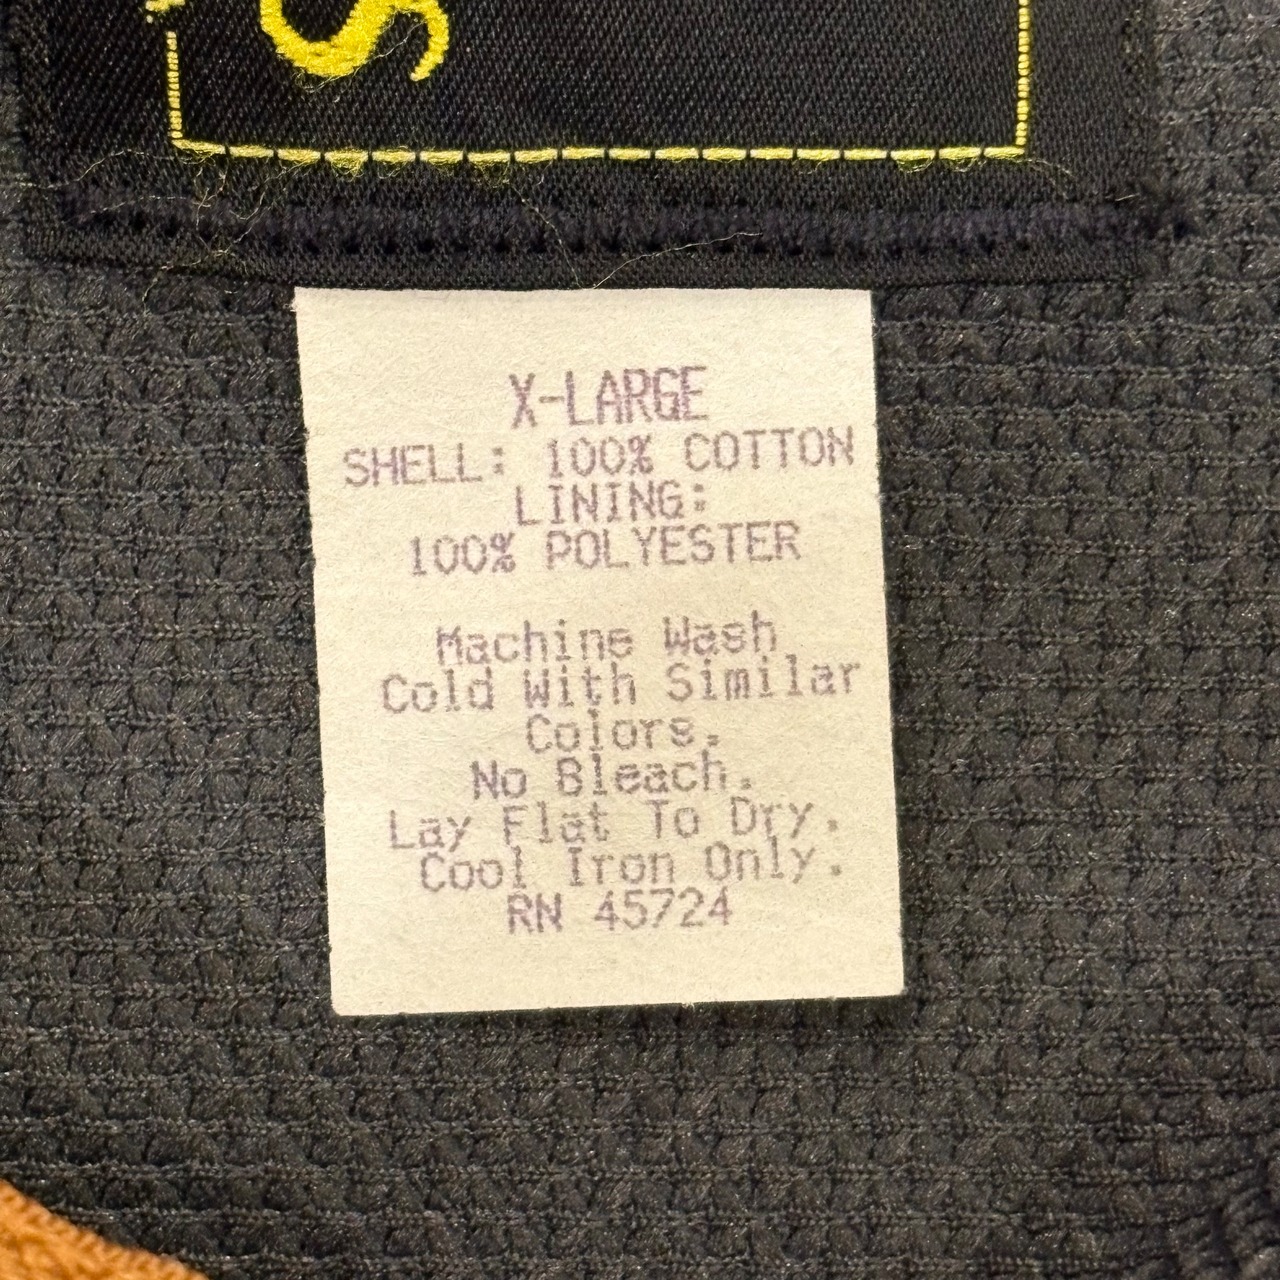 X-LARGE
SHELL: 100% COTTON
LINING:
100% POLYESTER
Machine Wash
Cold With Similar
Colors.
No Bleach.
Lay Flat To Dry.
Cool Iron Only.
RN 45724